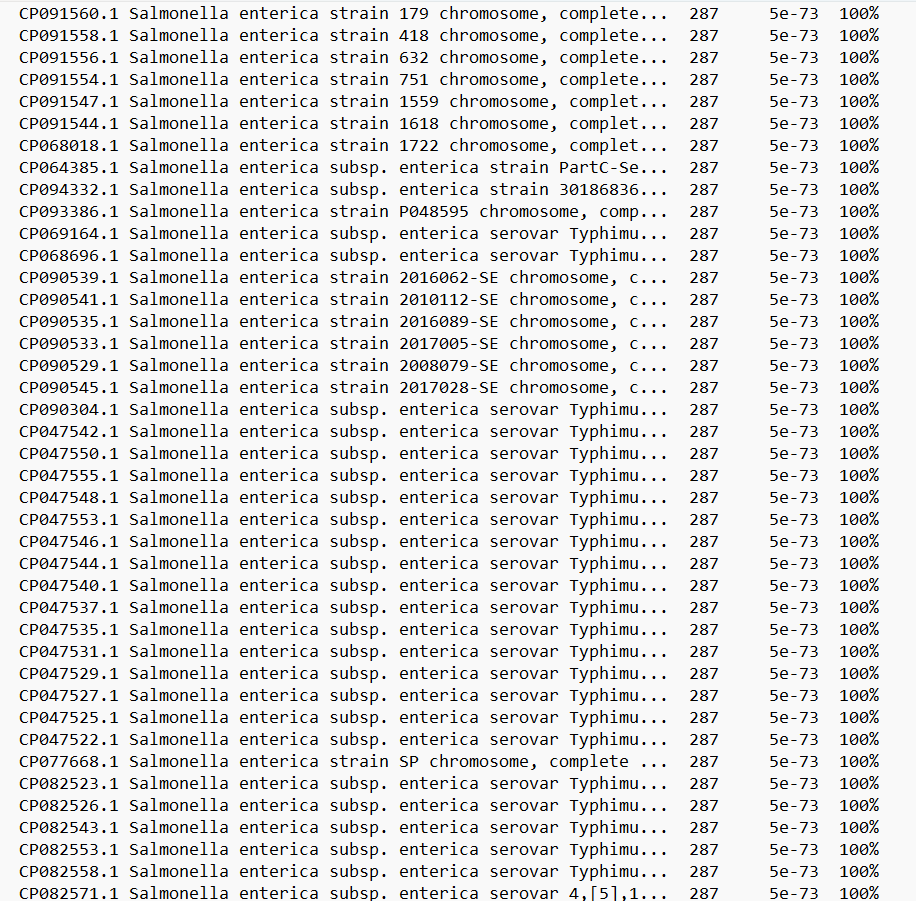 CP091560.1 Salmonella enterica strain 179 chromosome, complete... 287 5e-73 100%
CP091558.1 Salmonella enterica strain 418 chromosome, complete... 287 5e-73 100%
CP091556.1 Salmonella enterica strain 632 chromosome, complete... 287 5e-73 100%
CP091554.1 Salmonella enterica strain 751 chromosome, complete... 287 5e-73 100%
CP091547.1 Salmonella enterica strain 1559 chromosome, complet... 287 5e-73 100%
CP091544.1 Salmonella enterica strain 1618 chromosome, complet... 287 5e-73 100%
CP068018.1 Salmonella enterica strain 1722 chromosome, complet... 287 5e-73 100%
CP064385.1 Salmonella enterica subsp. enterica strain PartC-Se... 287 5e-73 100%
CP094332.1 Salmonella enterica subsp. enterica strain 30186836... 287 5e-73 100%
CP093386.1 Salmonella enterica strain P048595 chromosome, comp... 287 5e-73 100%
CP069164.1 Salmonella enterica subsp. enterica serovar Typhimu... 287 5e-73 100%
CP068696.1 Salmonella enterica subsp. enterica serovar Typhimu... 287 5e-73 100%
CP090539.1 Salmonella enterica strain 2016062-SE chromosome, c... 287 5e-73 100%
CP090541.1 Salmonella enterica strain 2010112-SE chromosome, c... 287 5e-73 100%
CP090535.1 Salmonella enterica strain 2016089-SE chromosome, c... 287 5e-73 100%
CP090533.1 Salmonella enterica strain 2017005-SE chromosome, c... 287 5e-73 100%
CP090529.1 Salmonella enterica strain 2008079-SE chromosome, c... 287 5e-73 100%
CP090545.1 Salmonella enterica strain 2017028-SE chromosome, c... 287 5e-73 100%
CP090304.1 Salmonella enterica subsp. enterica serovar Typhimu... 287 5e-73 100%
CP047542.1 Salmonella enterica subsp. enterica serovar Typhimu... 287 5e-73 100%
CP047550.1 Salmonella enterica subsp. enterica serovar Typhimu... 287 5e-73 100%
CP047555.1 Salmonella enterica subsp. enterica serovar Typhimu... 287 5e-73 100%
CP047548.1 Salmonella enterica subsp. enterica serovar Typhimu... 287 5e-73 100%
CP047553.1 Salmonella enterica subsp. enterica serovar Typhimu... 287 5e-73 100%
CP047546.1 Salmonella enterica subsp. enterica serovar Typhimu... 287 5e-73 100%
CP047544.1 Salmonella enterica subsp. enterica serovar Typhimu... 287 5e-73 100%
CP047540.1 Salmonella enterica subsp. enterica serovar Typhimu... 287 5e-73 100%
CP047537.1 Salmonella enterica subsp. enterica serovar Typhimu... 287 5e-73 100%
CP047535.1 Salmonella enterica subsp. enterica serovar Typhimu... 287 5e-73 100%
CP047531.1 Salmonella enterica subsp. enterica serovar Typhimu... 287 5e-73 100%
CP047529.1 Salmonella enterica subsp. enterica serovar Typhimu... 287 5e-73 100%
CP047527.1 Salmonella enterica subsp. enterica serovar Typhimu... 287 5e-73 100%
CP047525.1 Salmonella enterica subsp. enterica serovar Typhimu... 287 5e-73 100%
CP047522.1 Salmonella enterica subsp. enterica serovar Typhimu... 287 5e-73 100%
CP077668.1 Salmonella enterica strain SP chromosome, complete ... 287 5e-73 100%
CP082523.1 Salmonella enterica subsp. enterica serovar Typhimu... 287 5e-73 100%
CP082526.1 Salmonella enterica subsp. enterica serovar Typhimu... 287 5e-73 100%
CP082543.1 Salmonella enterica subsp. enterica serovar Typhimu... 287 5e-73 100%
CP082553.1 Salmonella enterica subsp. enterica serovar Typhimu... 287 5e-73 100%
CP082558.1 Salmonella enterica subsp. enterica serovar Typhimu... 287 5e-73 100%
CP082571.1 Salmonella enterica subsp. enterica serovar 4,[5],1... 287 5e-73 100%